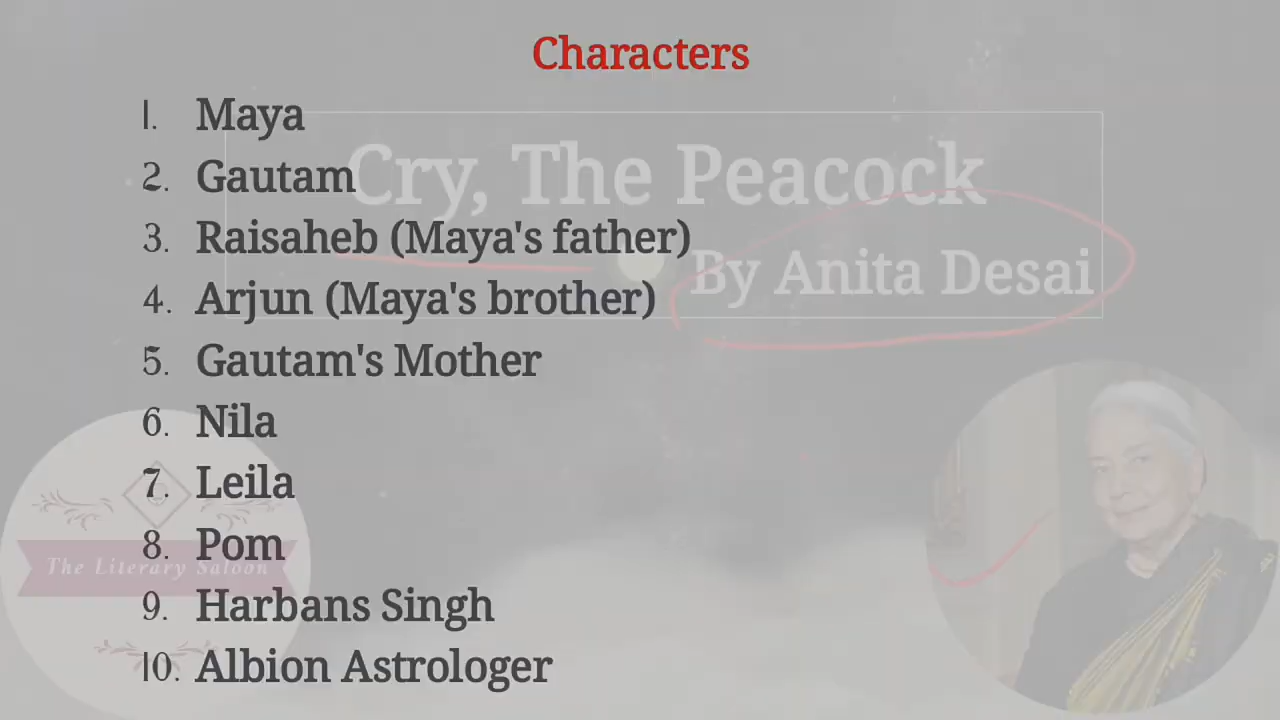 Characters
1. Maya
2. Gautam
Cry, The Peacock
3. Raisaheb (Maya's father)
By Anita Desai
4. Arjun (Maya's brother)
5. Gautam's Mother
6. Nila
7. Leila
8. Pom
The Literary Saloon
9. Harbans Singh
10. Albion Astrologer